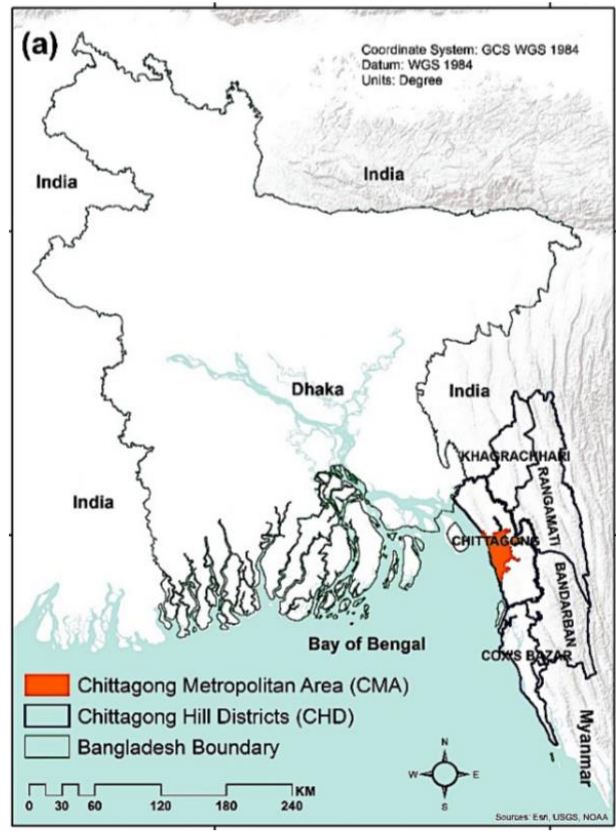 (a)
Coordinate System: GCS WGS 1984
Datum: WGS 1984
Units: Degree
India
India
Dhaka
India
KHAGRACHHARI
RANGAMATI
India
CHITTAGONG
BANDARBAN
Bay of Bengal
COX'S BAZAR
Chittagong Metropolitan Area (CMA)
Chittagong Hill Districts (CHD)
Bangladesh Boundary
Myanmar
N
W E
S
KM
0 15 30 60 120 180 240
Sources: Esri, USGS, NOAA